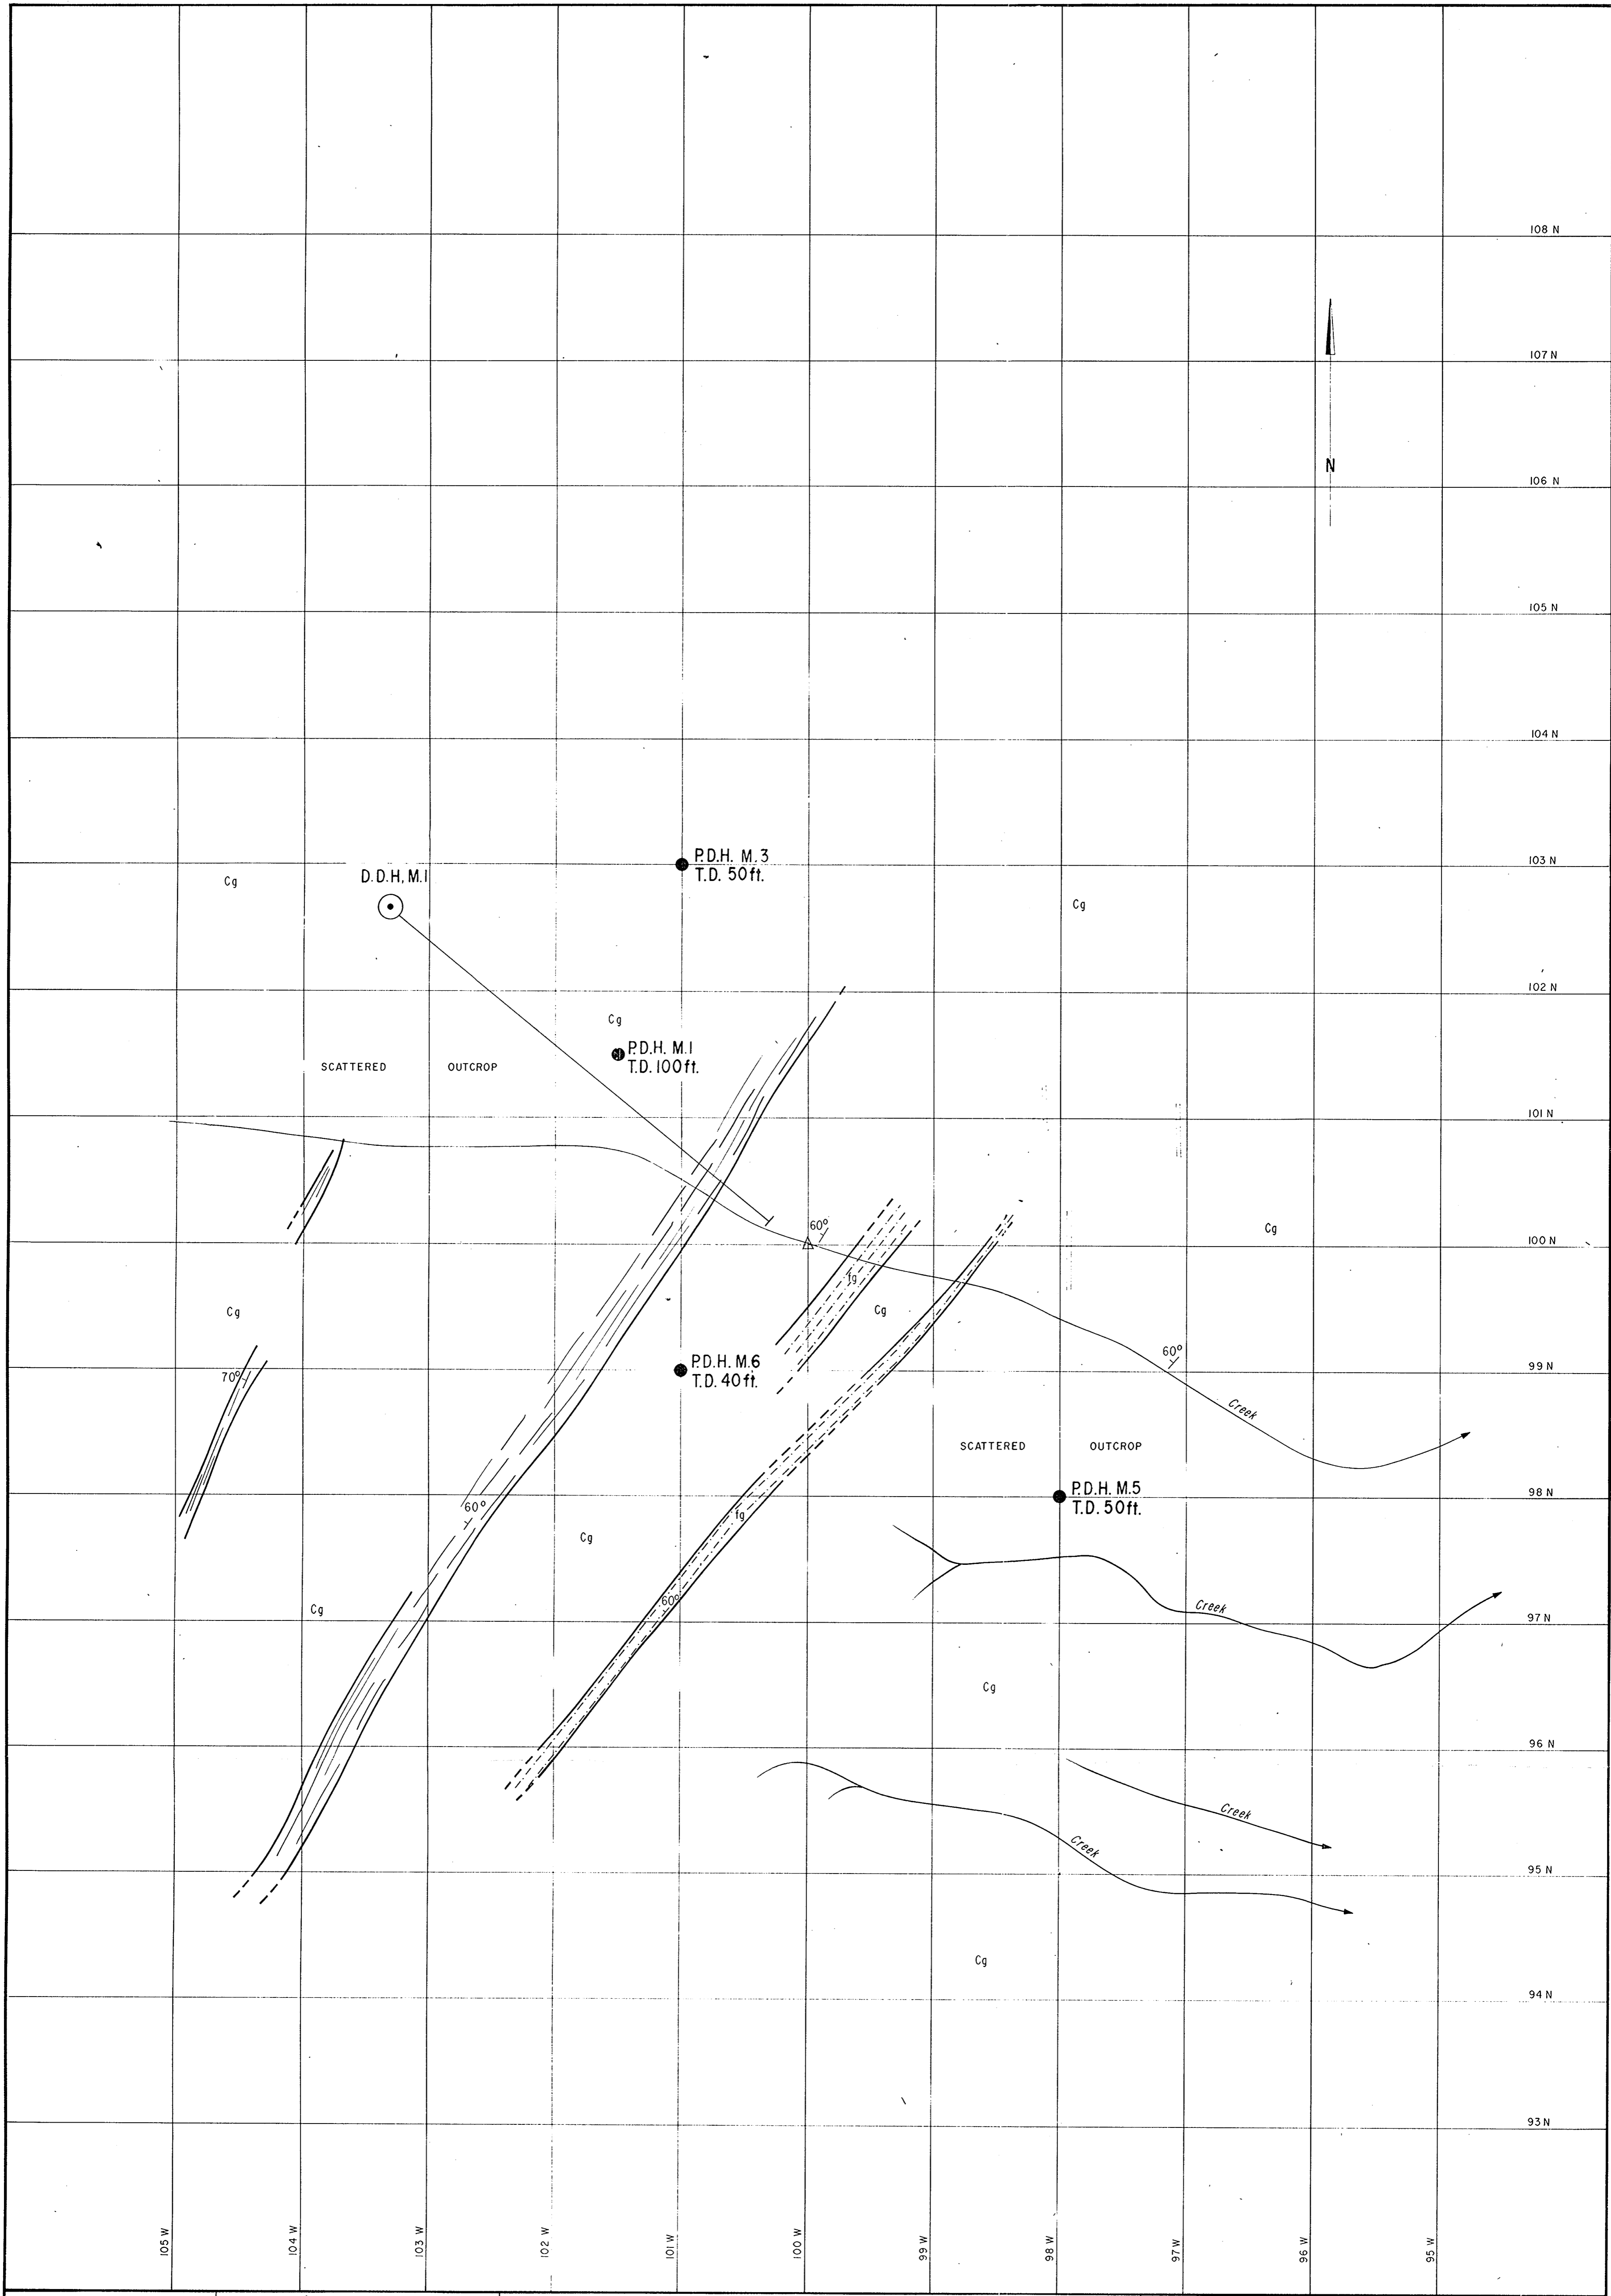 108 N
107 N
N
106 N
105 N
104 N
P.D.H. M.3
T.D. 50ft.
103 N
Cg
D.D.H. M.1
Cg
102 N
Cg
P.D.H. M.1
T.D. 100ft.
SCATTERED OUTCROP
101 N
60°
Cg
100 N
fg
Cg
Cg
P.D.H. M.6
T.D. 40ft.
60°
99 N
70°
Creek
SCATTERED OUTCROP
P.D.H. M.5
T.D. 50ft.
98 N
60°
fg
Cg
60°
Cg
Creek
97 N
Cg
96 N
Creek
Creek
95 N
Cg
94 N
93 N
105 W
104 W
103 W
102 W
101 W
100 W
99 W
98 W
97W
96 W
95 W